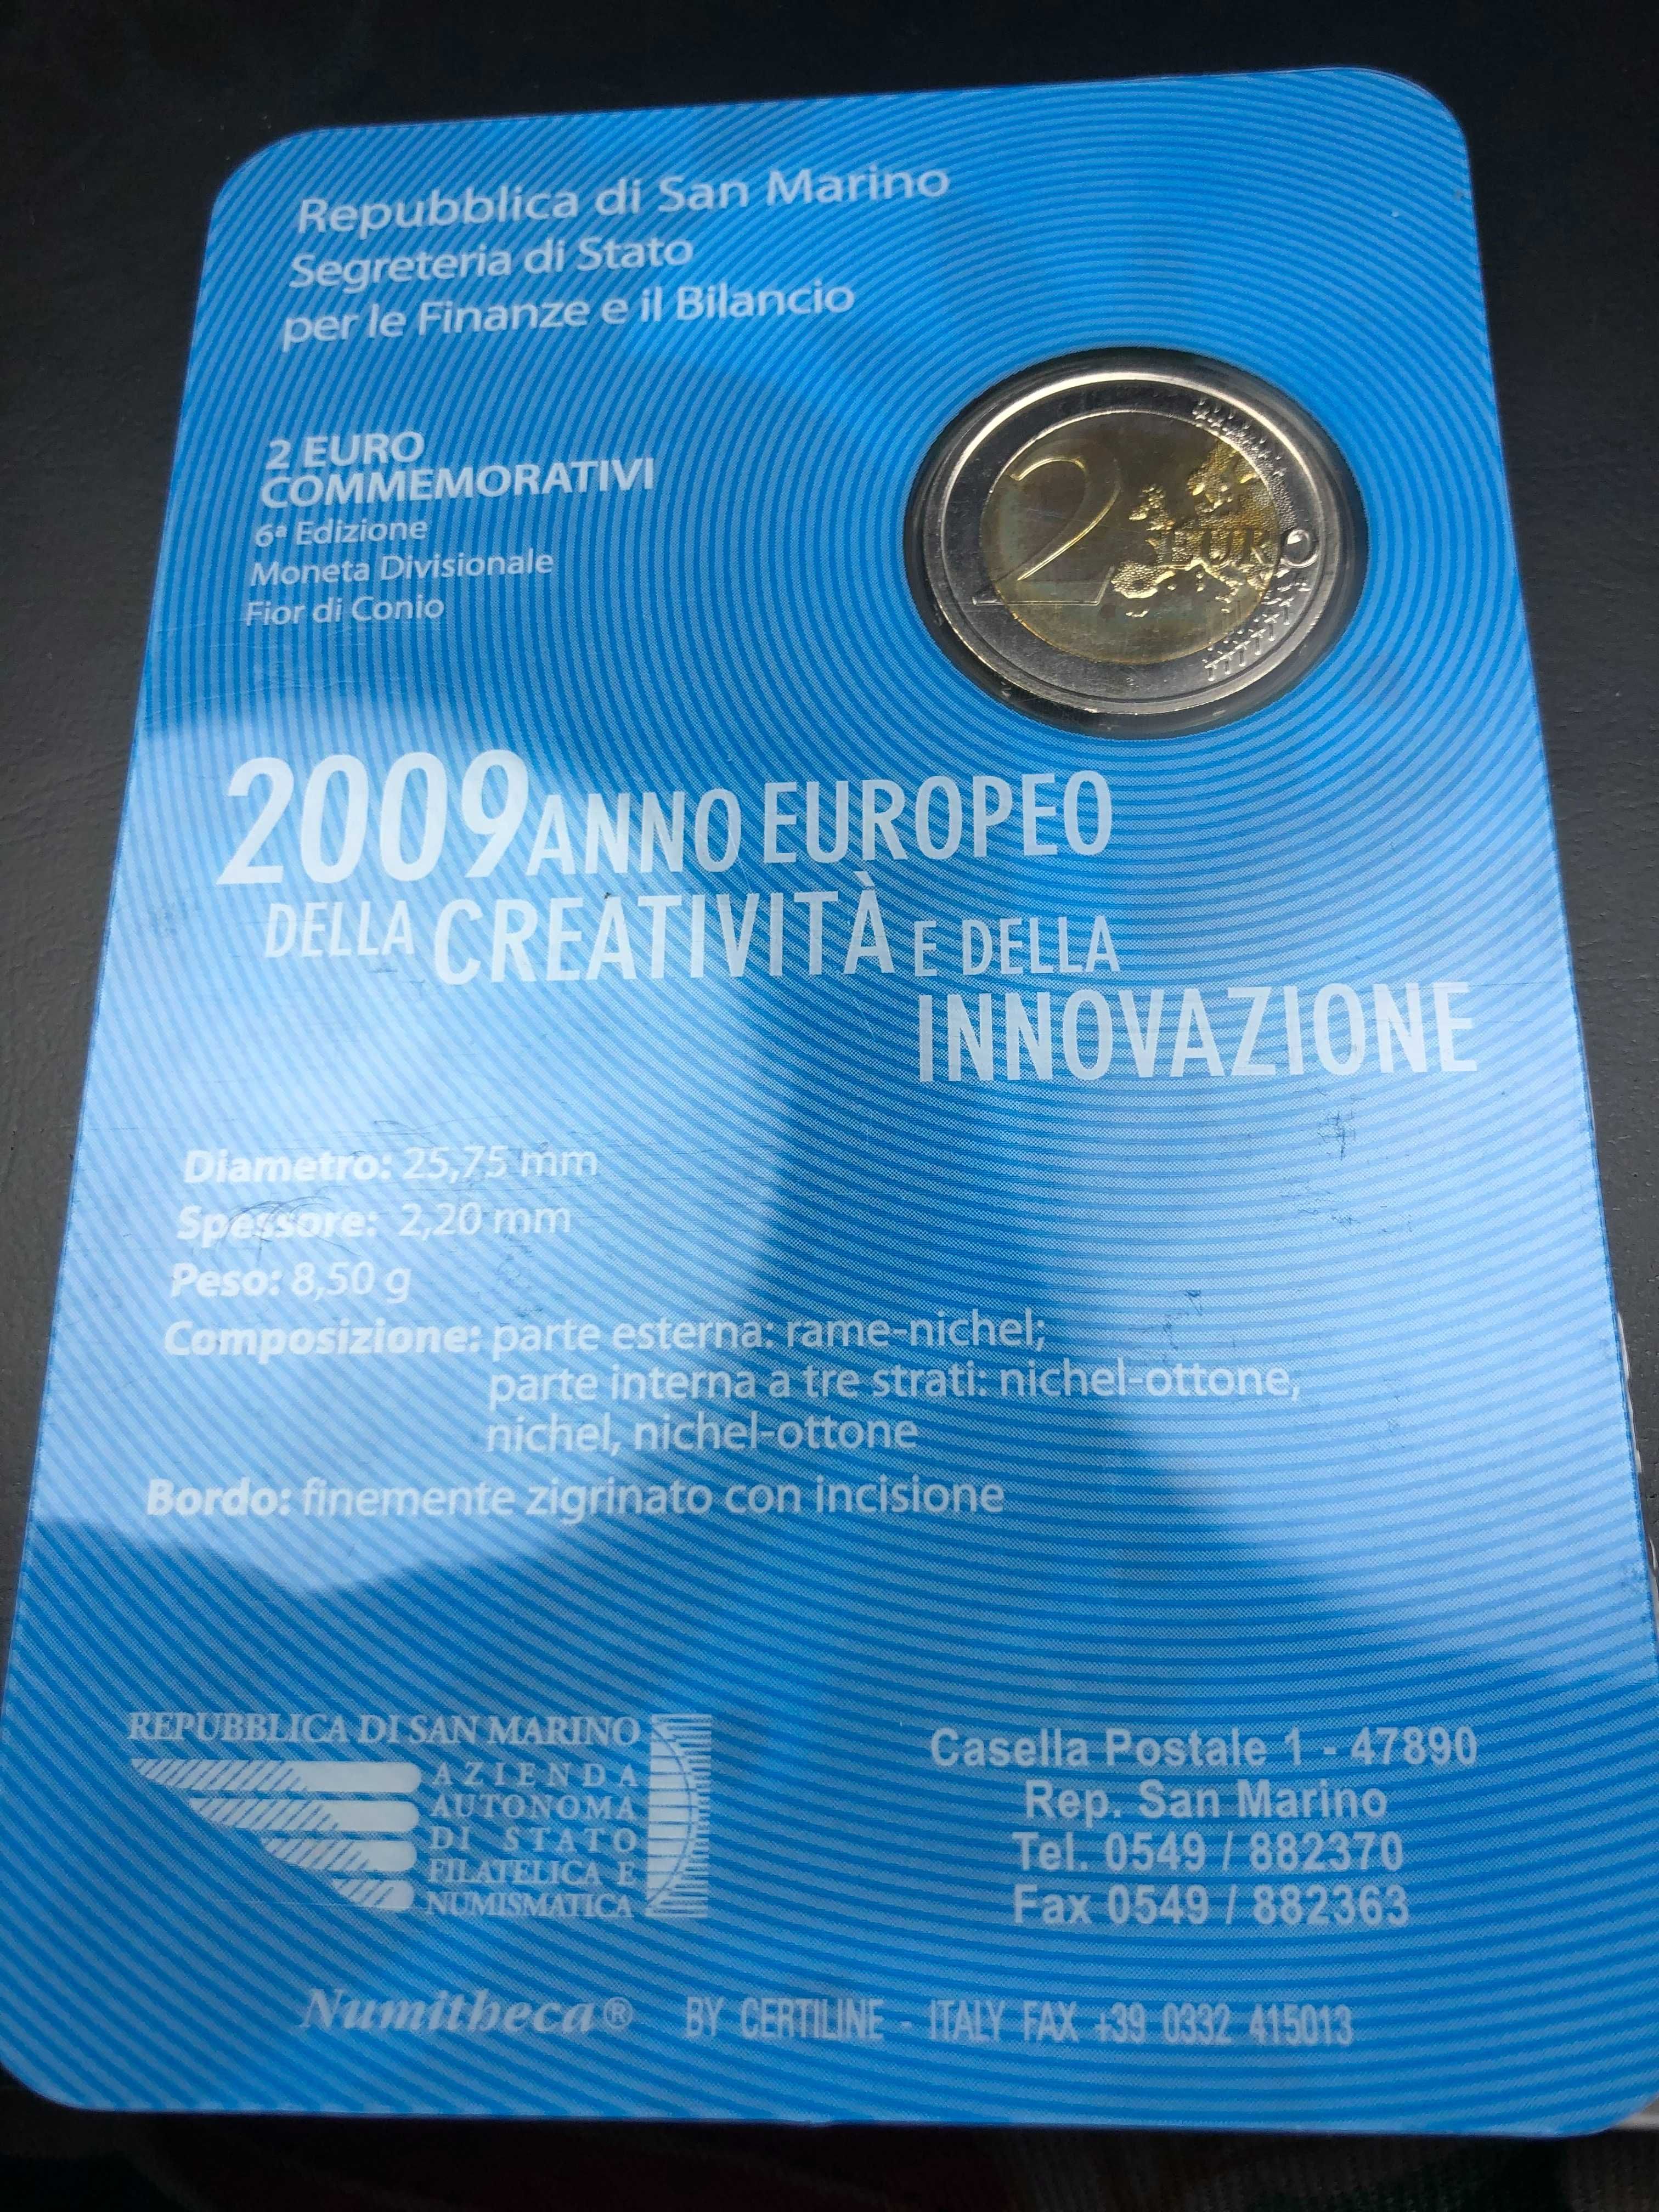 Repubblica di San Marino
Segreteria di Stato
per le Finanze e il Bilancio
2 EURO
COMMEMORATIVI
6ª Edizione
Moneta Divisionale
Fior di Conio
2 EURO
2009 ANNO EUROPEO
DELLA CREATIVITÀ E DELLA
INNOVAZIONE
Diametro: 25,75 mm
Spessore: 2,20 mm
Peso: 8,50 g
Composizione: parte esterna: rame-nichel;
parte interna a tre strati: nichel-ottone,
nichel, nichel-ottone
Bordo: finemente zigrinato con incisione
REPUBBLICA DI SAN MARINO
AZIENDA
AUTONOMA
DI STATO
FILATELICA E
NUMISMATICA
Casella Postale 1 - 47890
Rep. San Marino
Tel. 0549 / 882370
Fax 0549 / 882363
Numitheca® BY CERTILINE - ITALY FAX +39 0332 415013